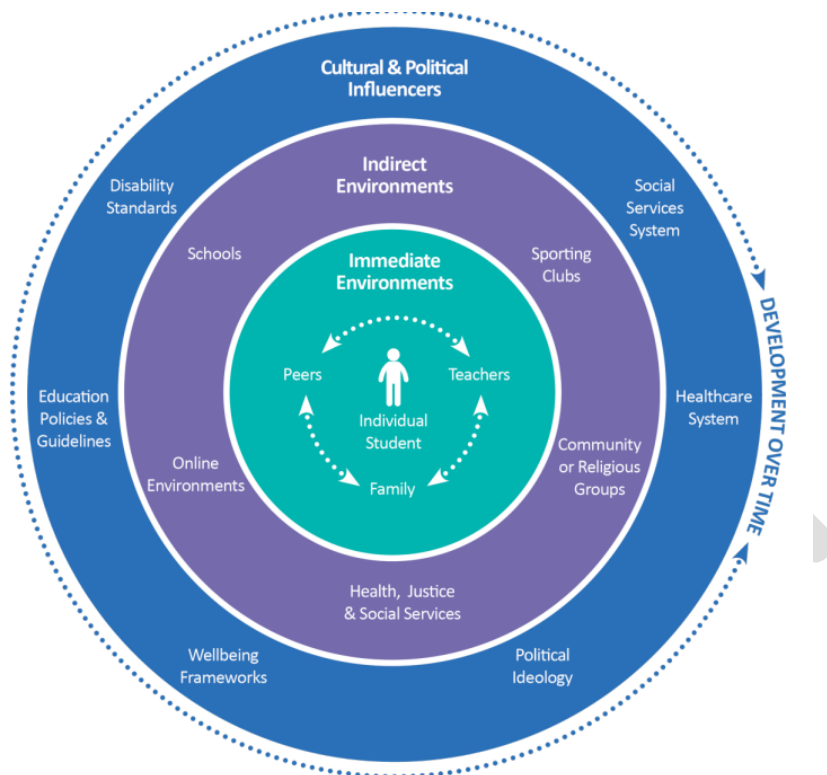 Cultural & Political
Influencers
Disability
Standards
Social
Services
System
Education
Policies &
Guidelines
Healthcare
System
Wellbeing
Frameworks
Political
Ideology
Indirect
Environments
Schools
Sporting
Clubs
Online
Environments
Community
or Religious
Groups
Health, Justice
& Social Services
Immediate
Environments
Peers
Teachers
Individual
Student
Family
DEVELOPMENT OVER TIME